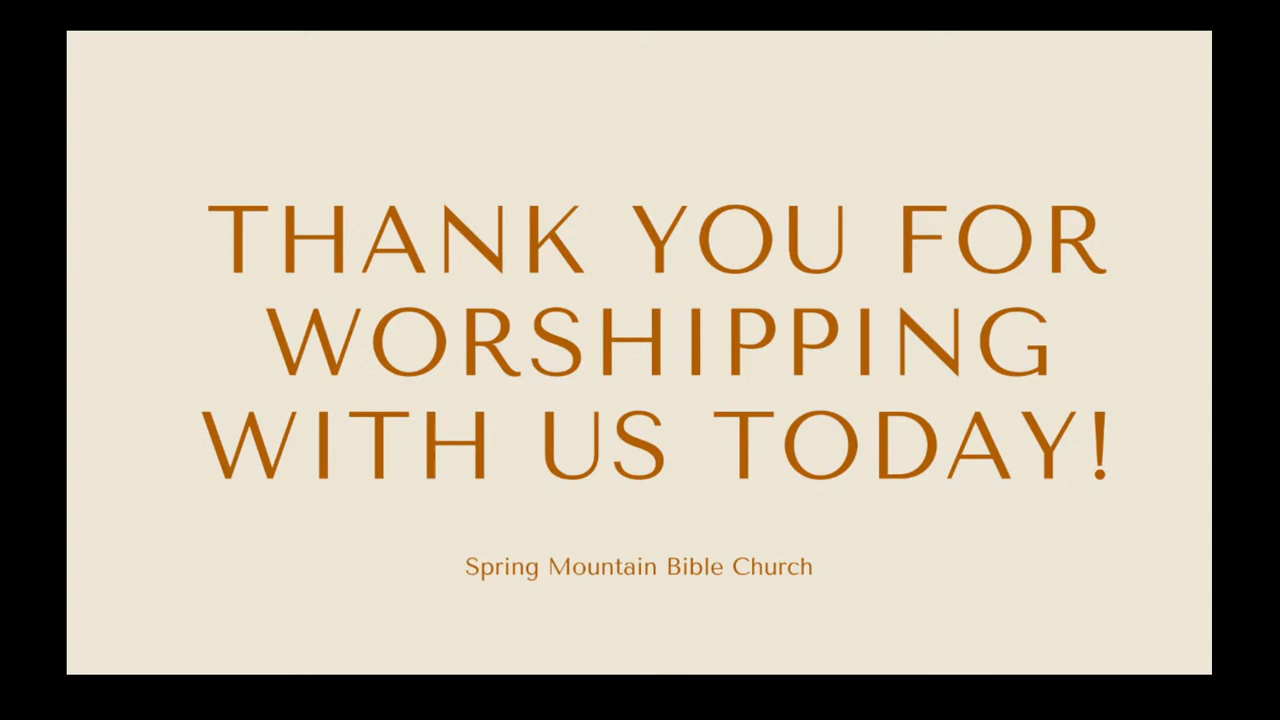 THANK YOU FOR
WORSHIPPING
WITH US TODAY!
Spring Mountain Bible Church